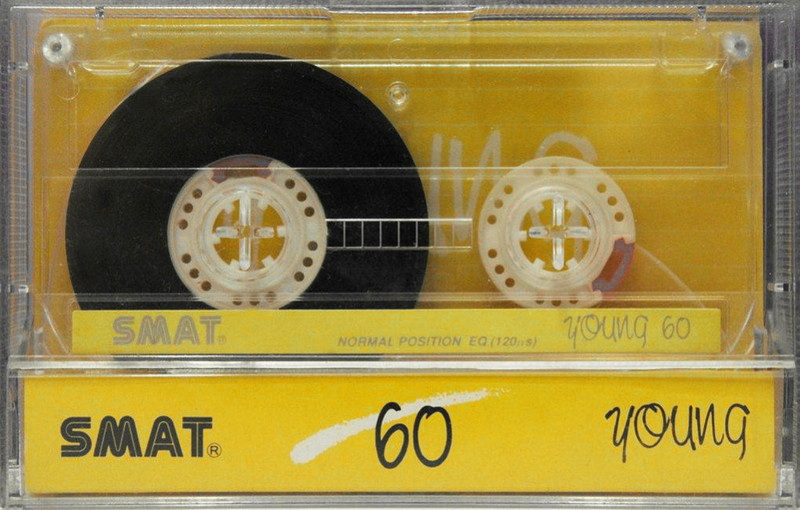 SMAT® NORMAL POSITION EQ (120µs) YOUNG 60
SMAT® 60 YOUNG